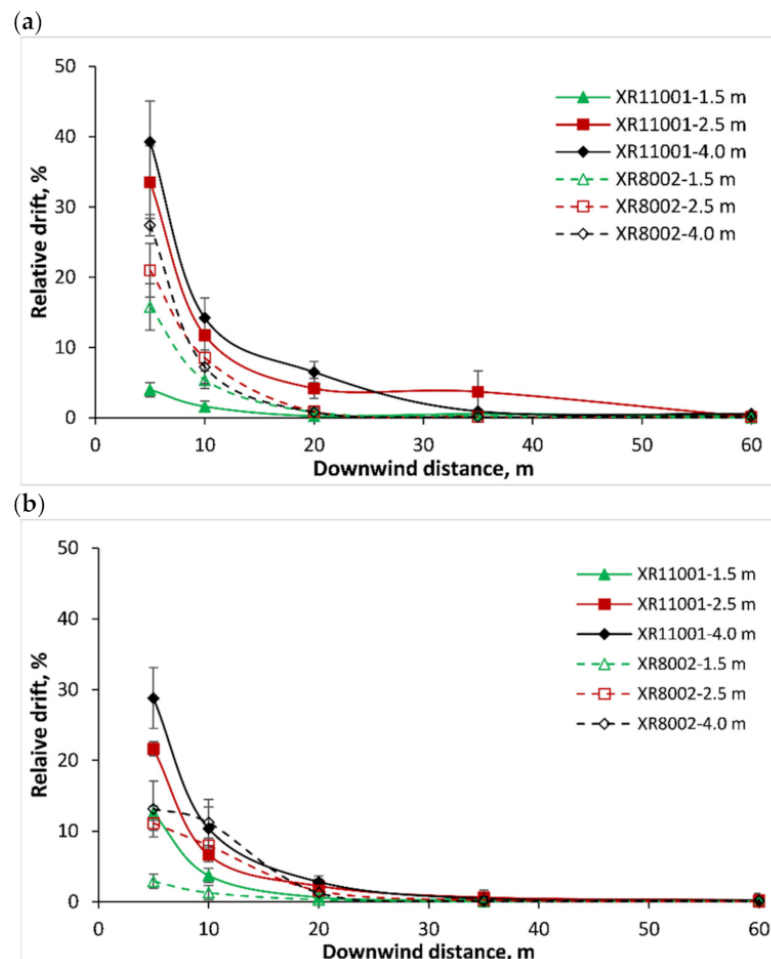 (a)
50
40
30
20
10
0
Relative drift, %
XR11001-1.5 m
XR11001-2.5 m
XR11001-4.0 m
XR8002-1.5 m
XR8002-2.5 m
XR8002-4.0 m
0 10 20 30 40 50 60
Downwind distance, m
(b)
50
40
30
20
10
0
Relaive drift, %
XR11001-1.5 m
XR11001-2.5 m
XR11001-4.0 m
XR8002-1.5 m
XR8002-2.5 m
XR8002-4.0 m
0 10 20 30 40 50 60
Downwind distance, m